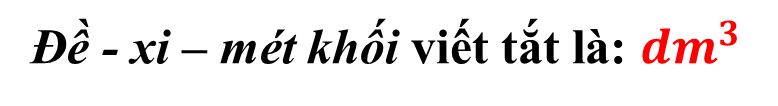 Đề - xi – mét khối viết tắt là: dm³